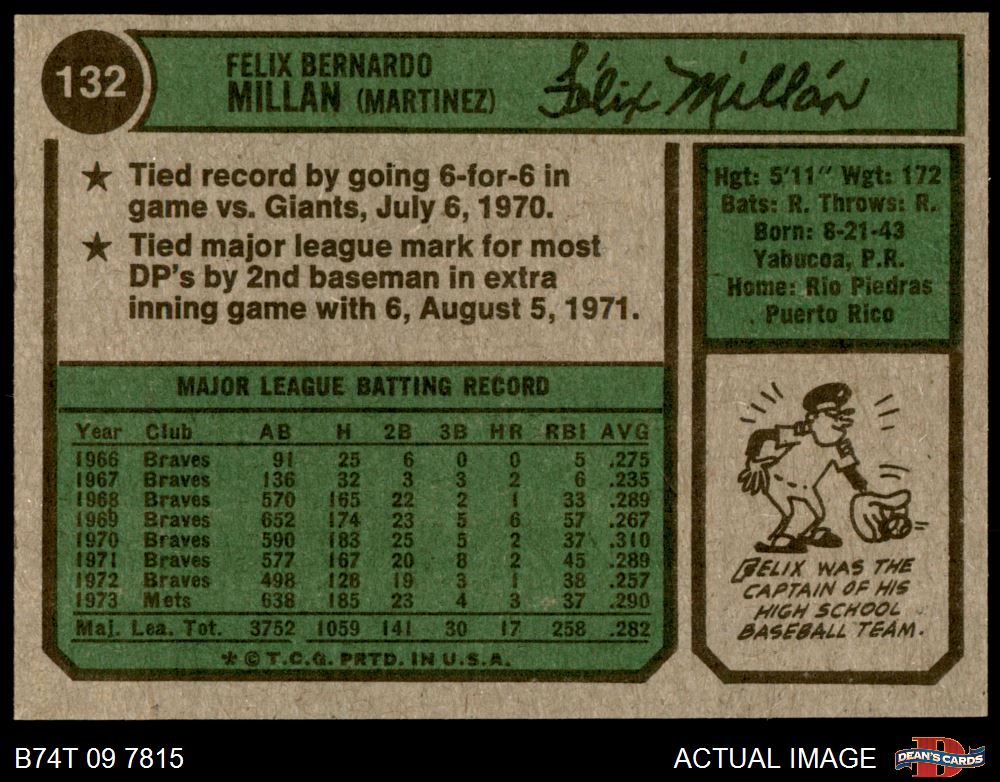 132
FELIX BERNARDO
MILLAN (MARTINEZ)
Félix Millán
★ Tied record by going 6-for-6 in
game vs. Giants, July 6, 1970.
★ Tied major league mark for most
DP's by 2nd baseman in extra
inning game with 6, August 5, 1971.
Hgt: 5'11" Wgt: 172
Bats: R. Throws: R.
Born: 8-21-43
Yabucoa, P.R.
Home: Rio Piedras
Puerto Rico
MAJOR LEAGUE BATTING RECORD
Year Club AB H 2B 3B HR RBI AVG
1966 Braves 91 25 6 0 0 5 .275
1967 Braves 136 32 3 3 2 6 .235
1968 Braves 570 165 22 2 1 33 .289
1969 Braves 652 174 23 5 6 57 .267
1970 Braves 590 183 25 5 2 37 .310
1971 Braves 577 167 20 8 2 45 .289
1972 Braves 498 128 19 3 1 38 .257
1973 Mets 638 185 23 4 3 37 .290
Maj. Lea. Tot. 3752 1059 141 30 17 258 .282
* © T.C.G. PRTD. IN U.S.A.
FELIX WAS THE
CAPTAIN OF HIS
HIGH SCHOOL
BASEBALL TEAM.
B74T 09 7815
ACTUAL IMAGE
D
DEAN'S CARDS